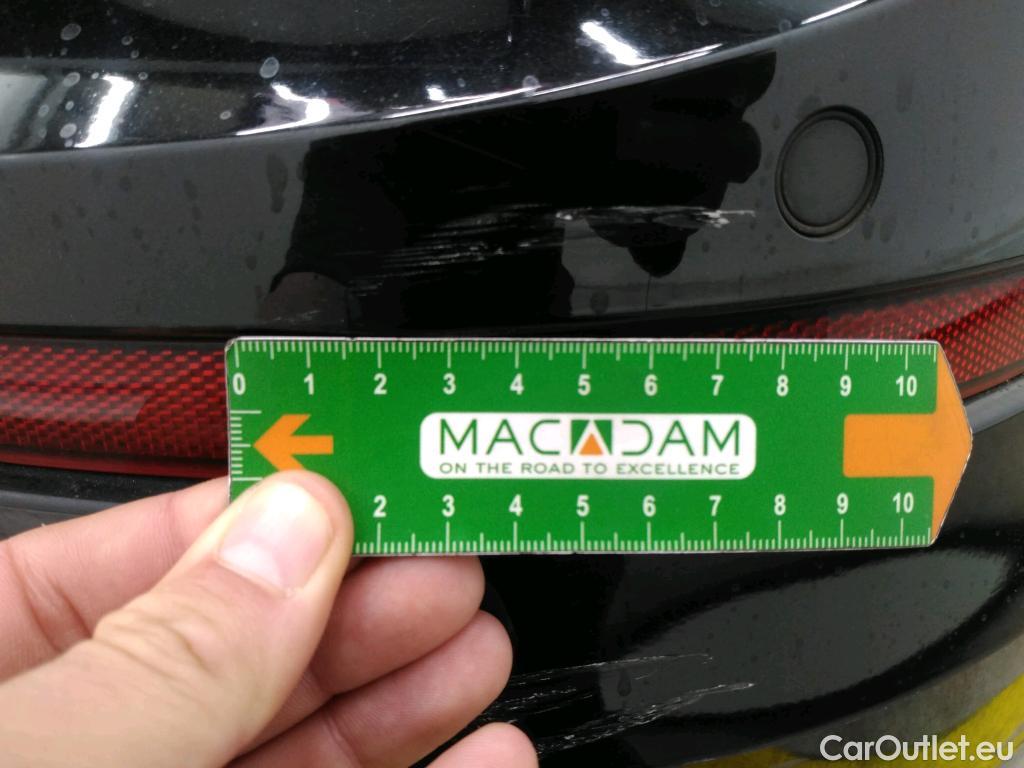 0 1 2 3 4 5 6 7 8 9 10
MACADAM
ON THE ROAD TO EXCELLENCE
2 3 4 5 6 7 8 9 10
CarOutlet.eu